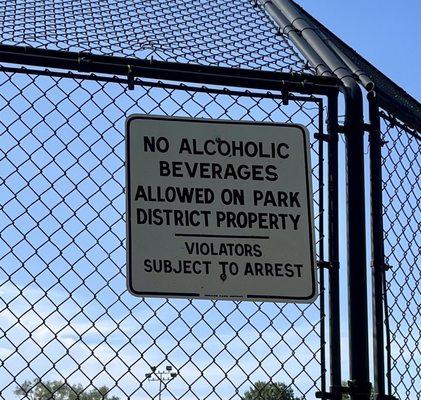 NO ALCOHOLIC
BEVERAGES
ALLOWED ON PARK
DISTRICT PROPERTY
VIOLATORS
SUBJECT TO ARREST